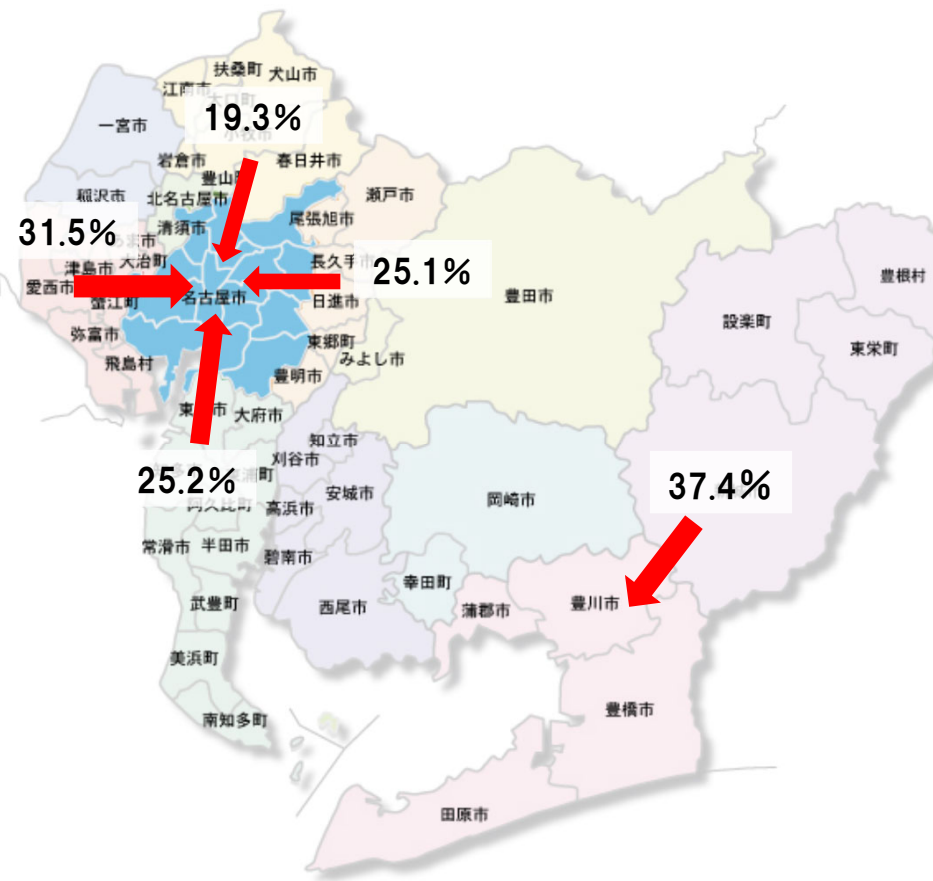 扶桑町
犬山市
江南市
19.3%
一宮市
岩倉市
春日井市
瀬戸市
稲沢市
北名古屋市
尾張旭市
清須市
31.5%
大治町
津島市
長久手
25.1%
愛西市
蟹江町
名古屋市
日進市
豊田市
豊根村
設楽町
弥富市
東郷町
東栄町
飛島村
みよし市
豊明市
大府市
知立市
刈谷市
25.2%
37.4%
安城市
岡崎市
阿久比町
高浜市
常滑市
半田市
碧南市
幸田町
武豊町
西尾市
蒲郡市
豊川市
美浜町
南知多町
豊橋市
田原市